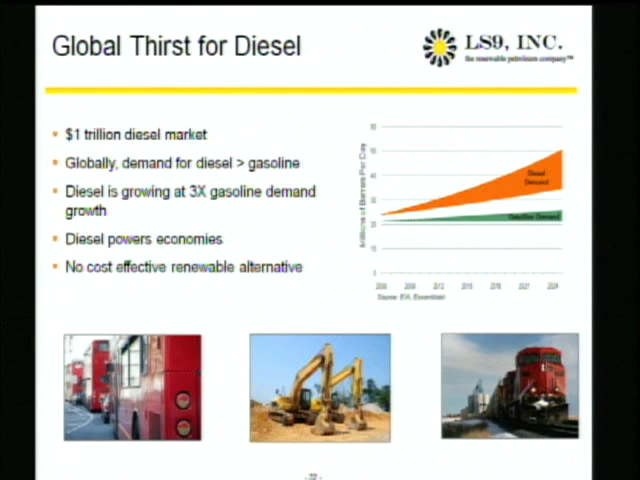 Global Thirst for Diesel
LS9, INC.
the renewable petroleum company™
$1 trillion diesel market
Globally, demand for diesel > gasoline
Diesel is growing at 3X gasoline demand
growth
Diesel powers economies
No cost effective renewable alternative
Millions of Barrels Per Day
Diesel
Demand
Gasoline Demand
Source: EIA,